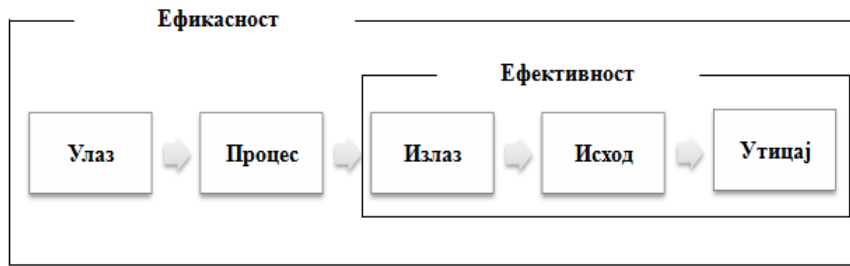 Ефикасност
Ефективност
Улаз
Процес
Излаз
Исход
Утицај